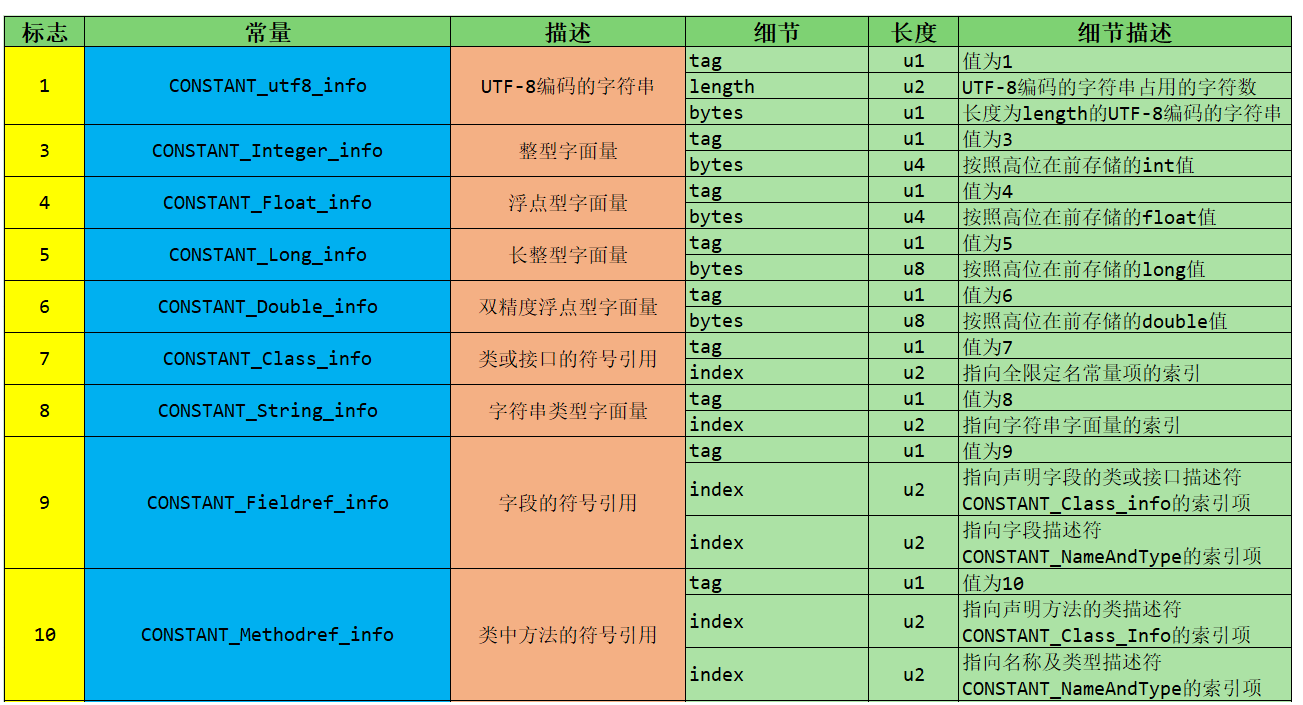 标志 常量 描述 细节 长度 细节描述
1 CONSTANT_utf8_info UTF-8编码的字符串 tag u1 值为1
length u2 UTF-8编码的字符串占用的字符数
bytes u1 长度为length的UTF-8编码的字符串
3 CONSTANT_Integer_info 整型字面量 tag u1 值为3
bytes u4 按照高位在前存储的int值
4 CONSTANT_Float_info 浮点型字面量 tag u1 值为4
bytes u4 按照高位在前存储的float值
5 CONSTANT_Long_info 长整型字面量 tag u1 值为5
bytes u8 按照高位在前存储的long值
6 CONSTANT_Double_info 双精度浮点型字面量 tag u1 值为6
bytes u8 按照高位在前存储的double值
7 CONSTANT_Class_info 类或接口的符号引用 tag u1 值为7
index u2 指向全限定名常量项的索引
8 CONSTANT_String_info 字符串类型字面量 tag u1 值为8
index u2 指向字符串字面量的索引
9 CONSTANT_Fieldref_info 字段的符号引用 tag u1 值为9
index u2 指向声明字段的类或接口描述符
CONSTANT_Class_info的索引项
index u2 指向字段描述符
CONSTANT_NameAndType的索引项
10 CONSTANT_Methodref_info 类中方法的符号引用 tag u1 值为10
index u2 指向声明方法的类描述符
CONSTANT_Class_Info的索引项
index u2 指向名称及类型描述符
CONSTANT_NameAndType的索引项